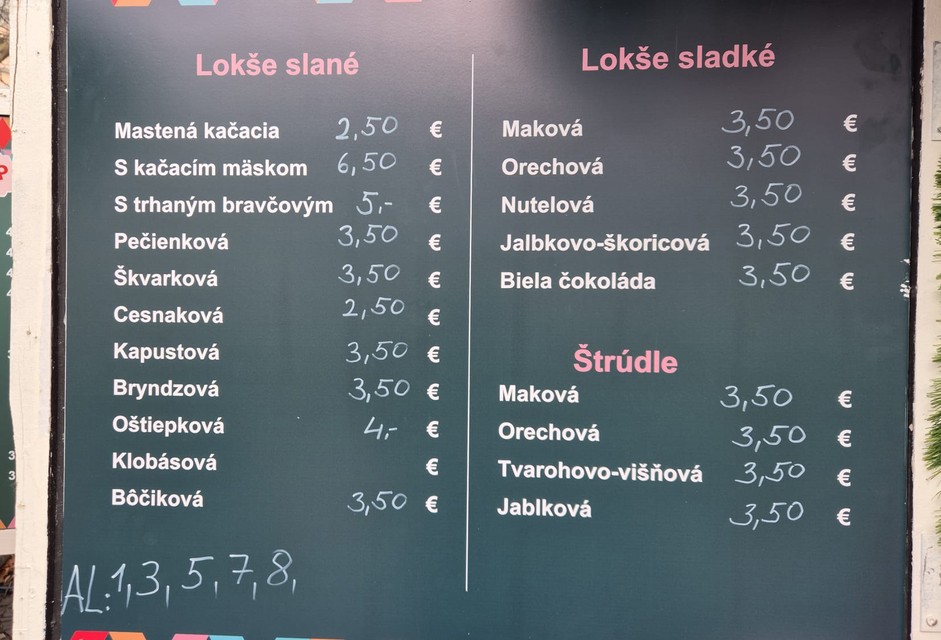 Lokše slané
Mastená kačacia 2,50 €
S kačacím mäskom 6,50 €
S trhaným bravčovým 5,- €
Pečienková 3,50 €
Škvarková 3,50 €
Cesnaková 2,50 €
Kapustová 3,50 €
Bryndzová 3,50 €
Oštiepková 4,- €
Klobásová €
Bôčiková 3,50 €
AL:1,3,5,7,8,
Lokše sladké
Maková 3,50 €
Orechová 3,50 €
Nutelová 3,50 €
Jalbkovo-škoricová 3,50 €
Biela čokoláda 3,50 €
Štrúdle
Maková 3,50 €
Orechová 3,50 €
Tvarohovo-višňová 3,50 €
Jablková 3,50 €